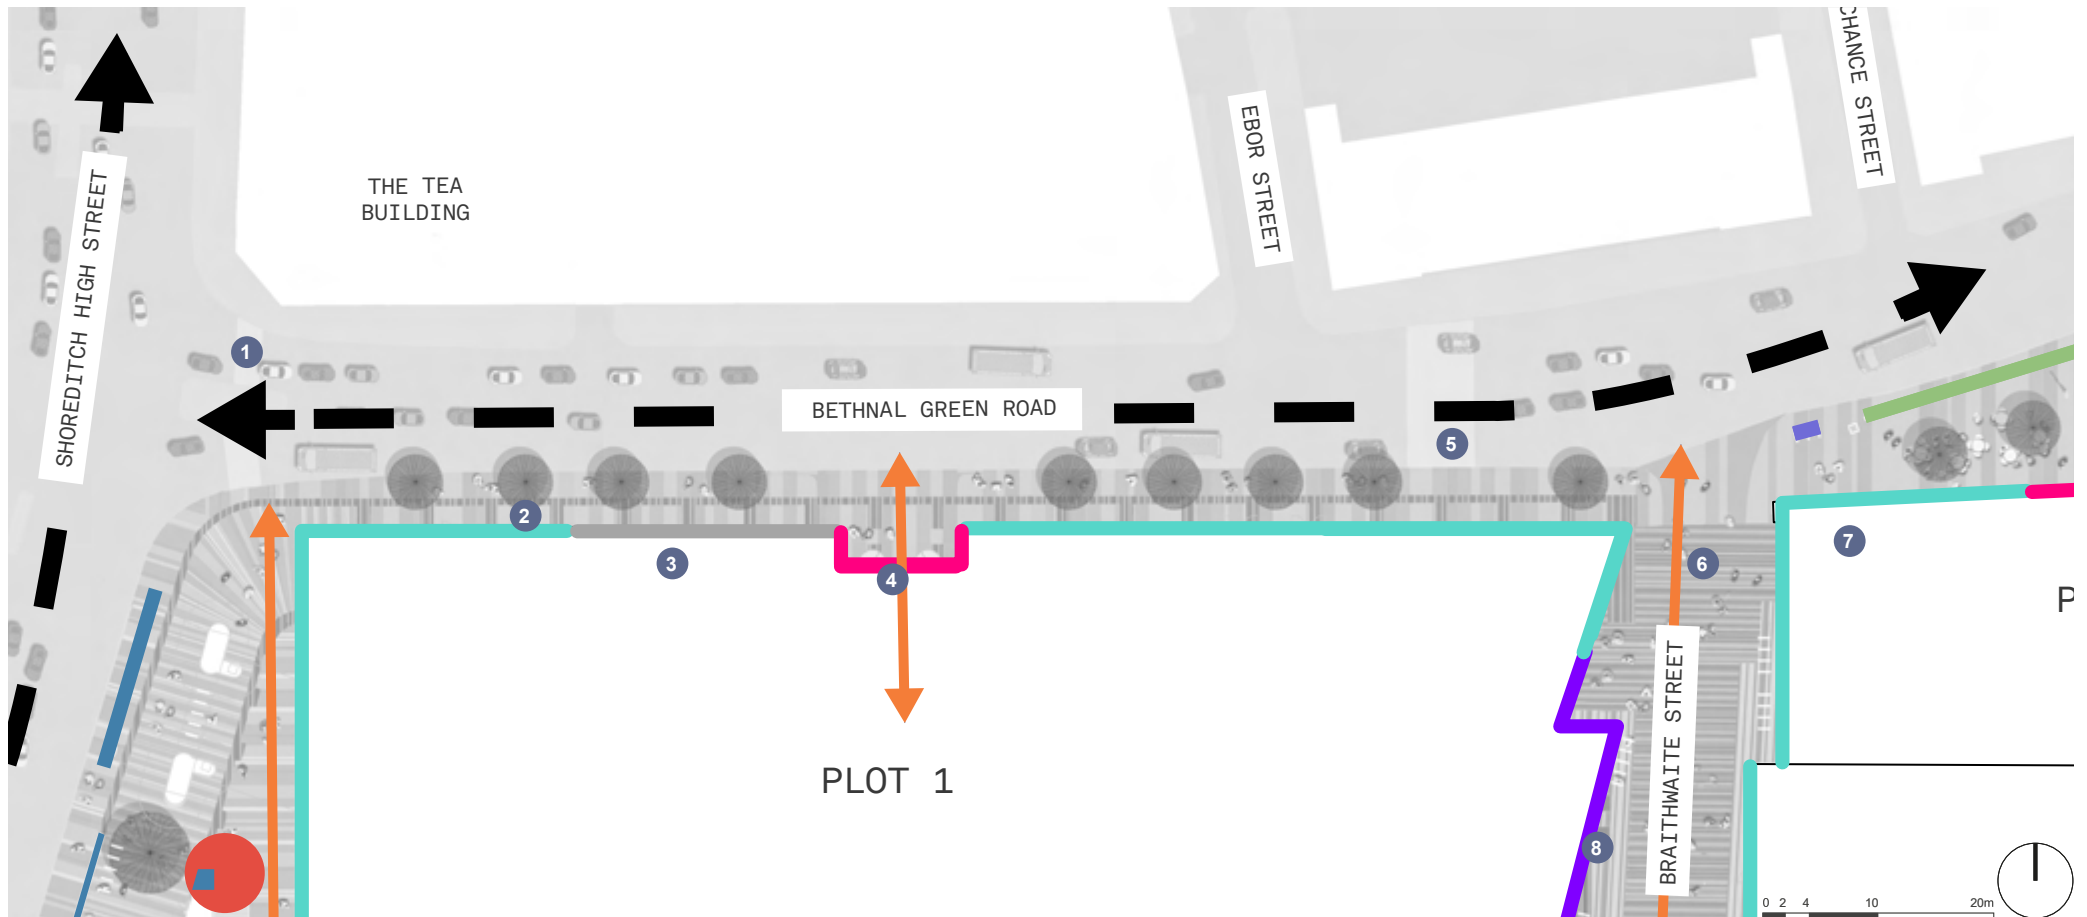 CHANCE STREET
EBOR STREET
THE TEA
BUILDING
SHOREDITCH HIGH STREET
1
BETHNAL GREEN ROAD
5
2
3
4
6
7
P
PLOT 1
BRAITHWAITE STREET
8
0 2 4 10 20m